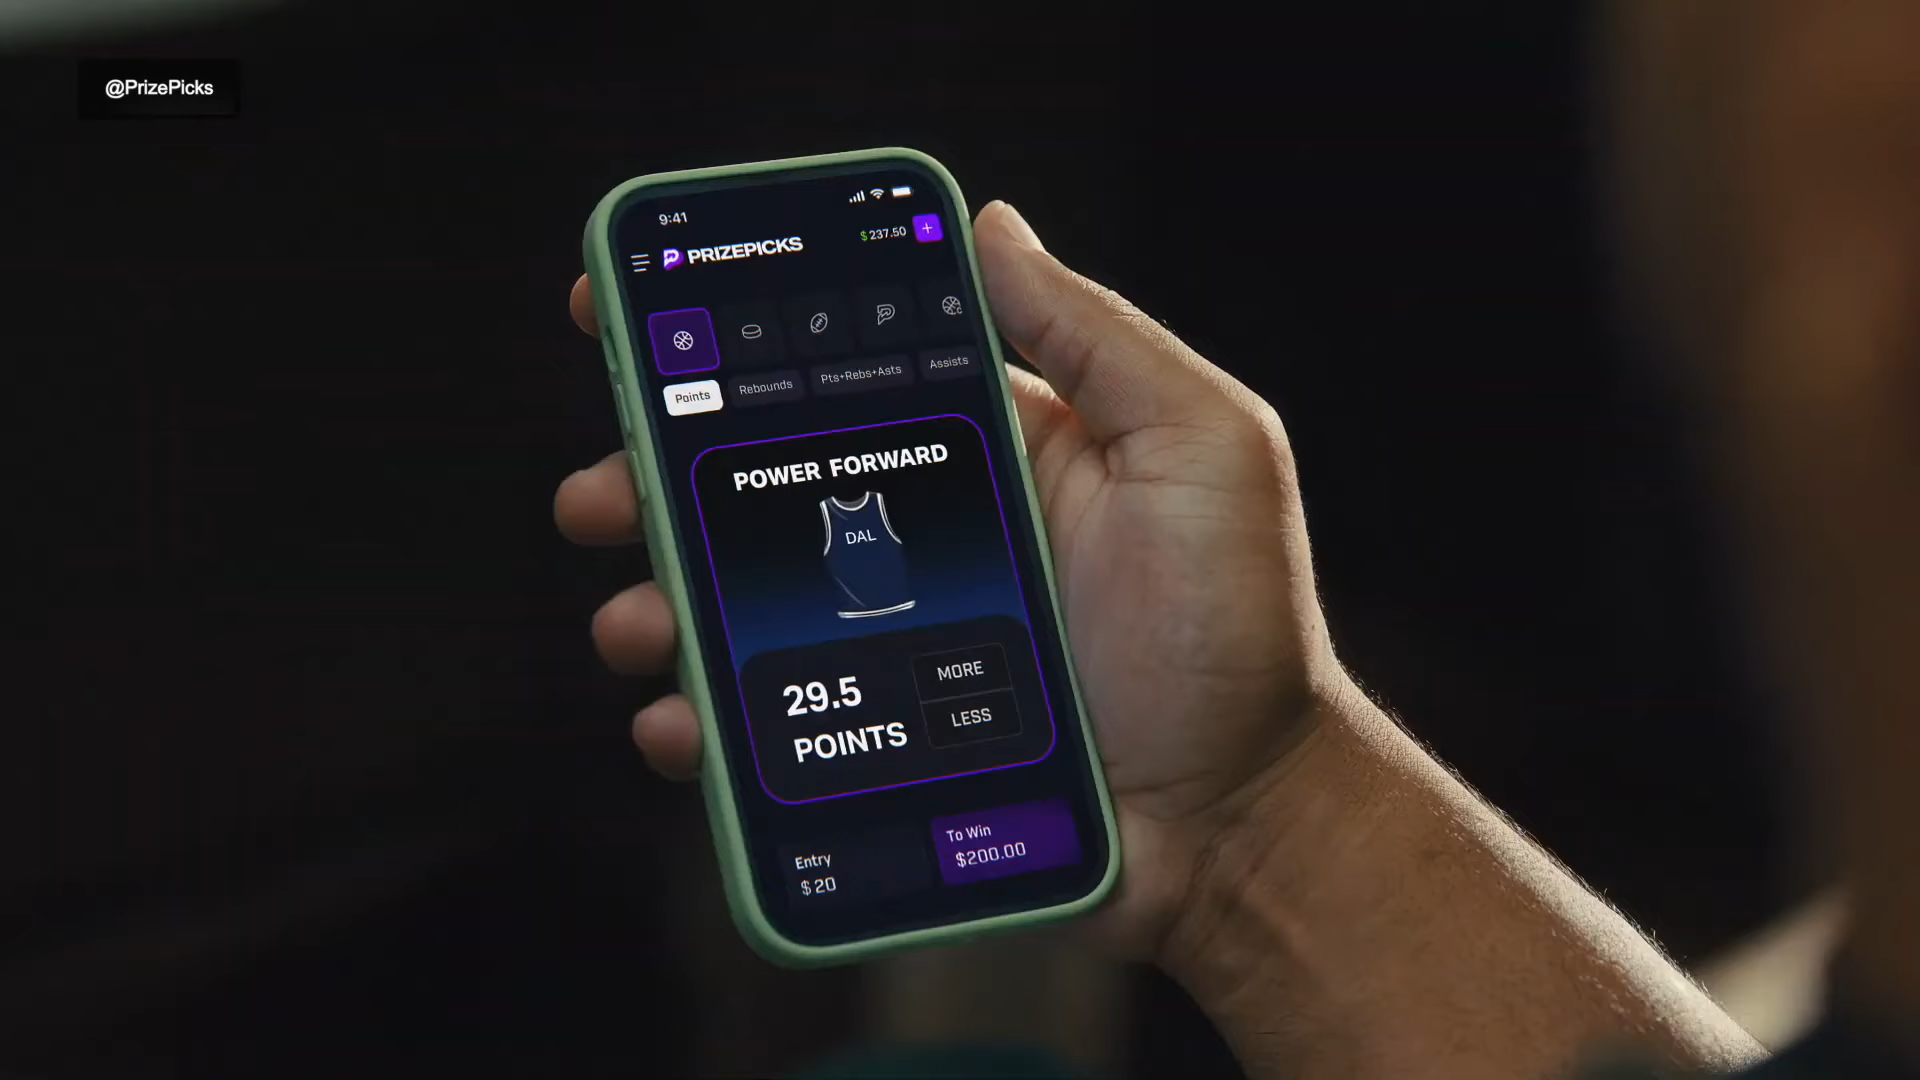 @PrizePicks
9:41
PRIZEPICKS
$237.50 +
Points
Rebounds
Pts+Rebs+Asts
Assists
POWER FORWARD
DAL
29.5
POINTS
MORE
LESS
Entry
$20
To Win
$200.00